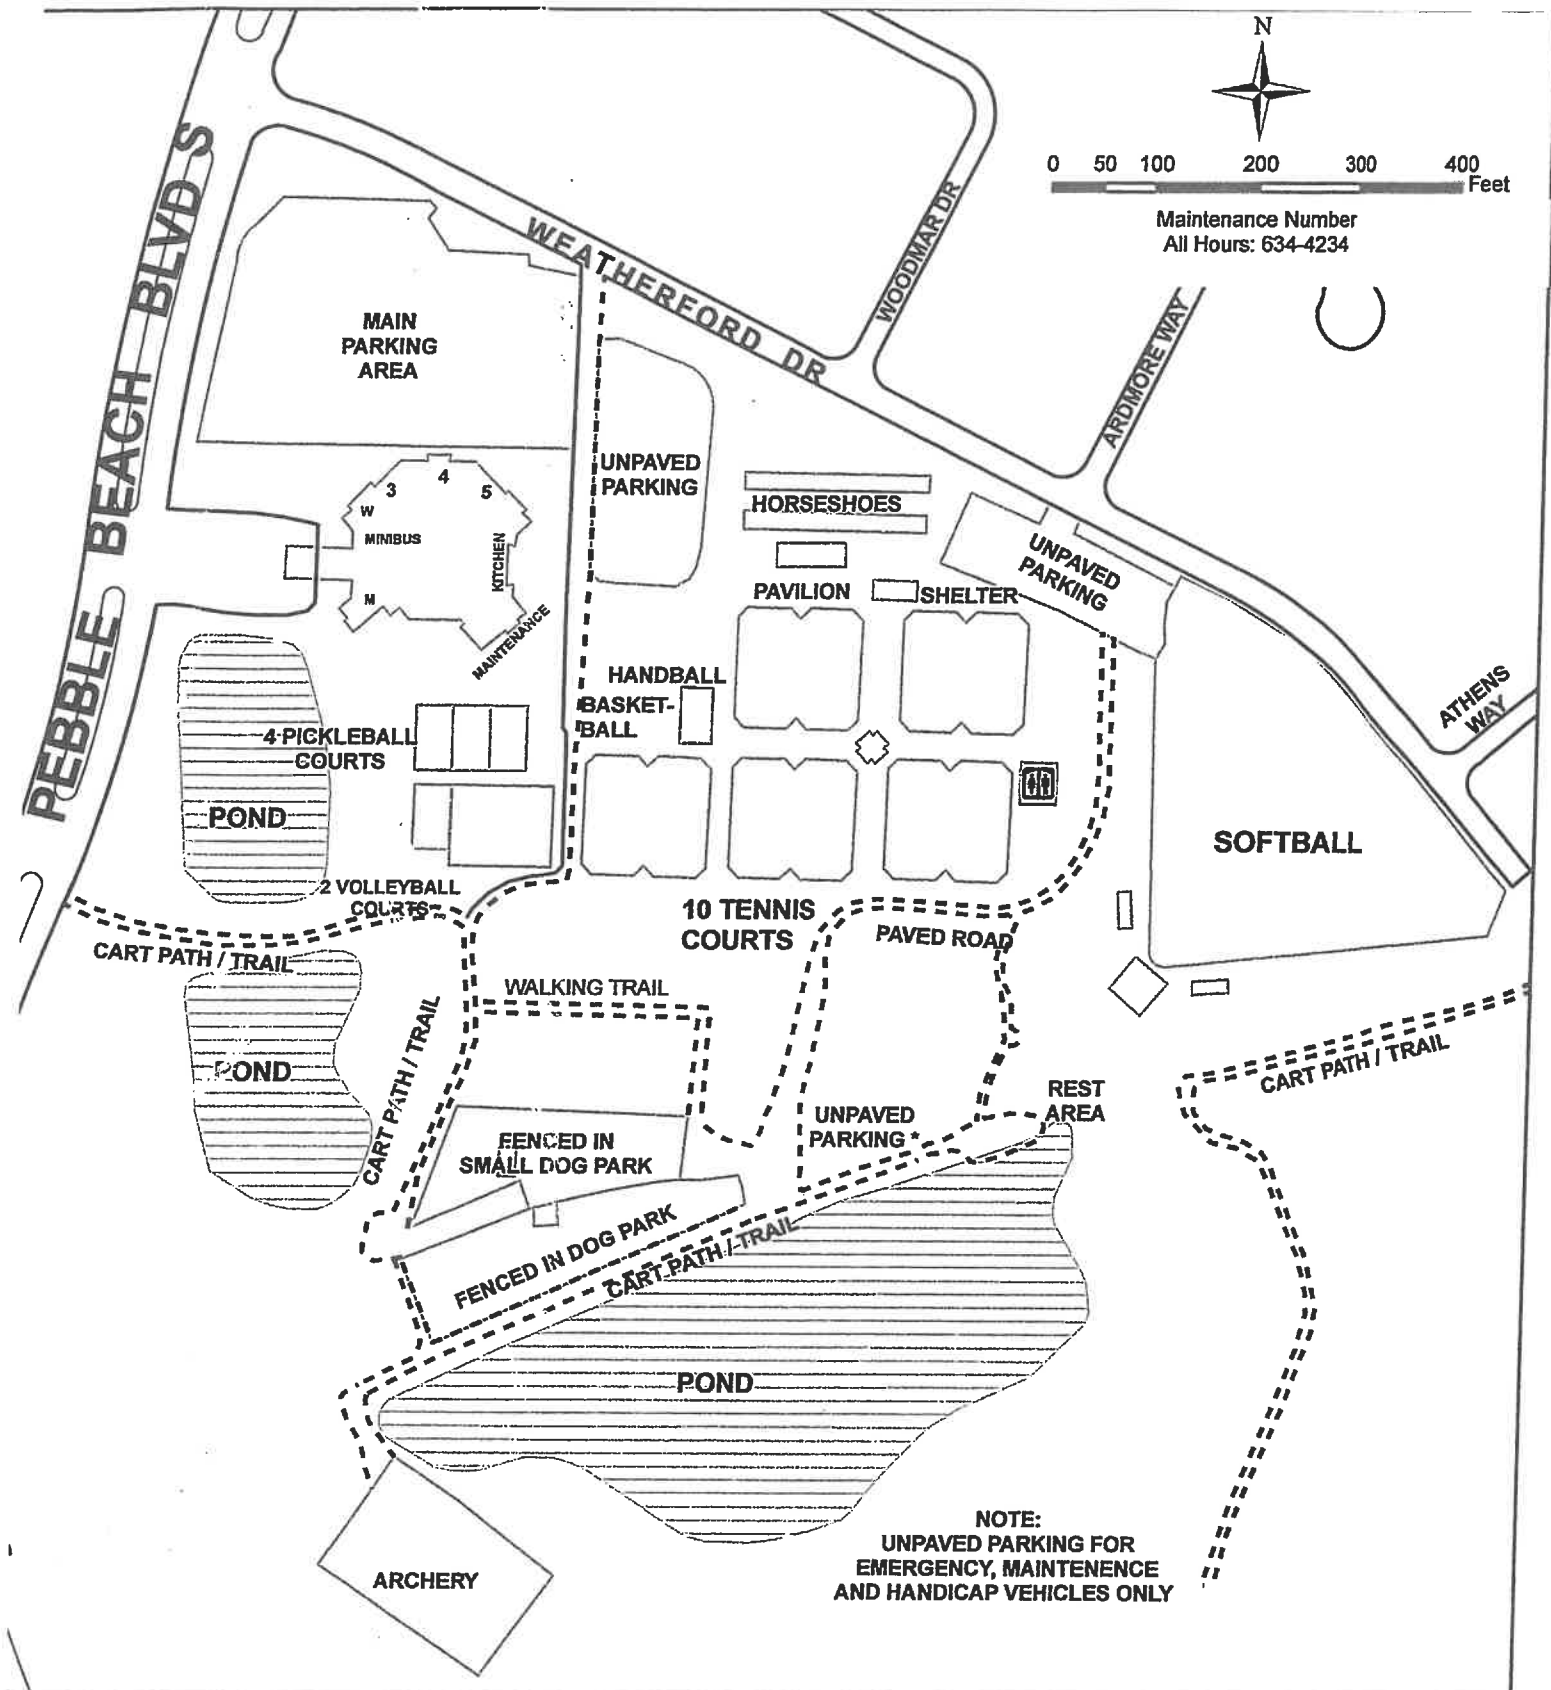 N
0 50 100 200 300 400
Feet
Maintenance Number
All Hours: 634-4234
PEBBLE BEACH BLVD S
WEATHERFORD DR
WOODMAR DR
ARDMORE WAY
ATHENS
WAY
MAIN
PARKING
AREA
UNPAVED
PARKING
3
4
5
W
MINIBUS
KITCHEN
M
MAINTENANCE
HORSESHOES
PAVILION
SHELTER
UNPAVED
PARKING
HANDBALL
BASKET-
BALL
4 PICKLEBALL
COURTS
POND
2 VOLLEYBALL
COURTS
SOFTBALL
10 TENNIS
COURTS
PAVED ROAD
CART PATH / TRAIL
WALKING TRAIL
CART PATH / TRAIL
POND
CART PATH / TRAIL
REST
AREA
UNPAVED
PARKING *
FENCED IN
SMALL DOG PARK
FENCED IN DOG PARK
CART PATH / TRAIL
POND
NOTE:
UNPAVED PARKING FOR
EMERGENCY, MAINTENENCE
AND HANDICAP VEHICLES ONLY
ARCHERY